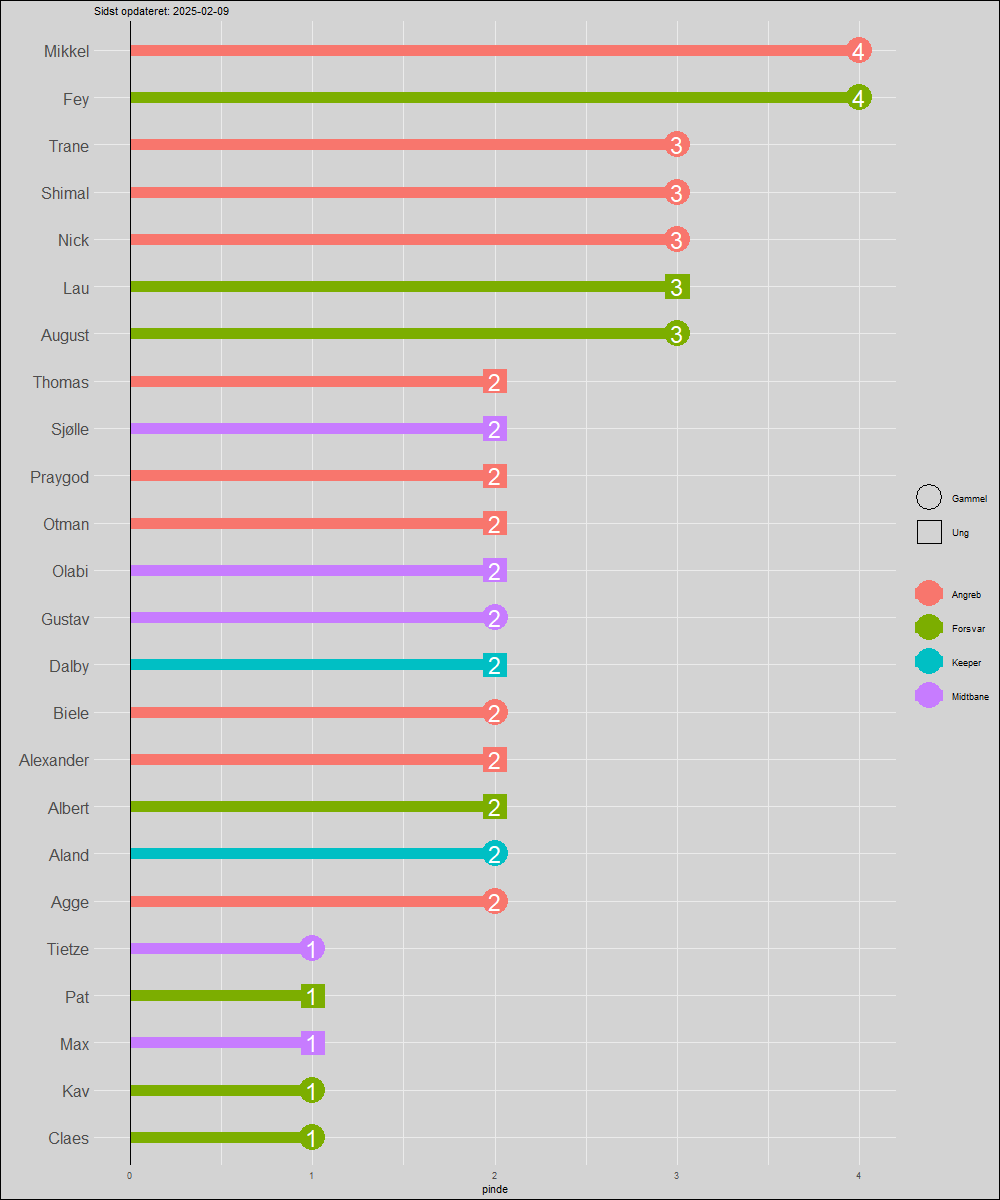 Sidst opdateret: 2025-02-09
Mikkel 4
Fey 4
Trane 3
Shimal 3
Nick 3
Lau 3
August 3
Thomas 2
Sjølle 2
Praygod 2
Otman 2
Olabi 2
Gustav 2
Dalby 2
Biele 2
Alexander 2
Albert 2
Aland 2
Agge 2
Tietze 1
Pat 1
Max 1
Kav 1
Claes 1
0 1 2 3 4
pinde
Gammel
Ung
Angreb
Forsvar
Keeper
Midtbane